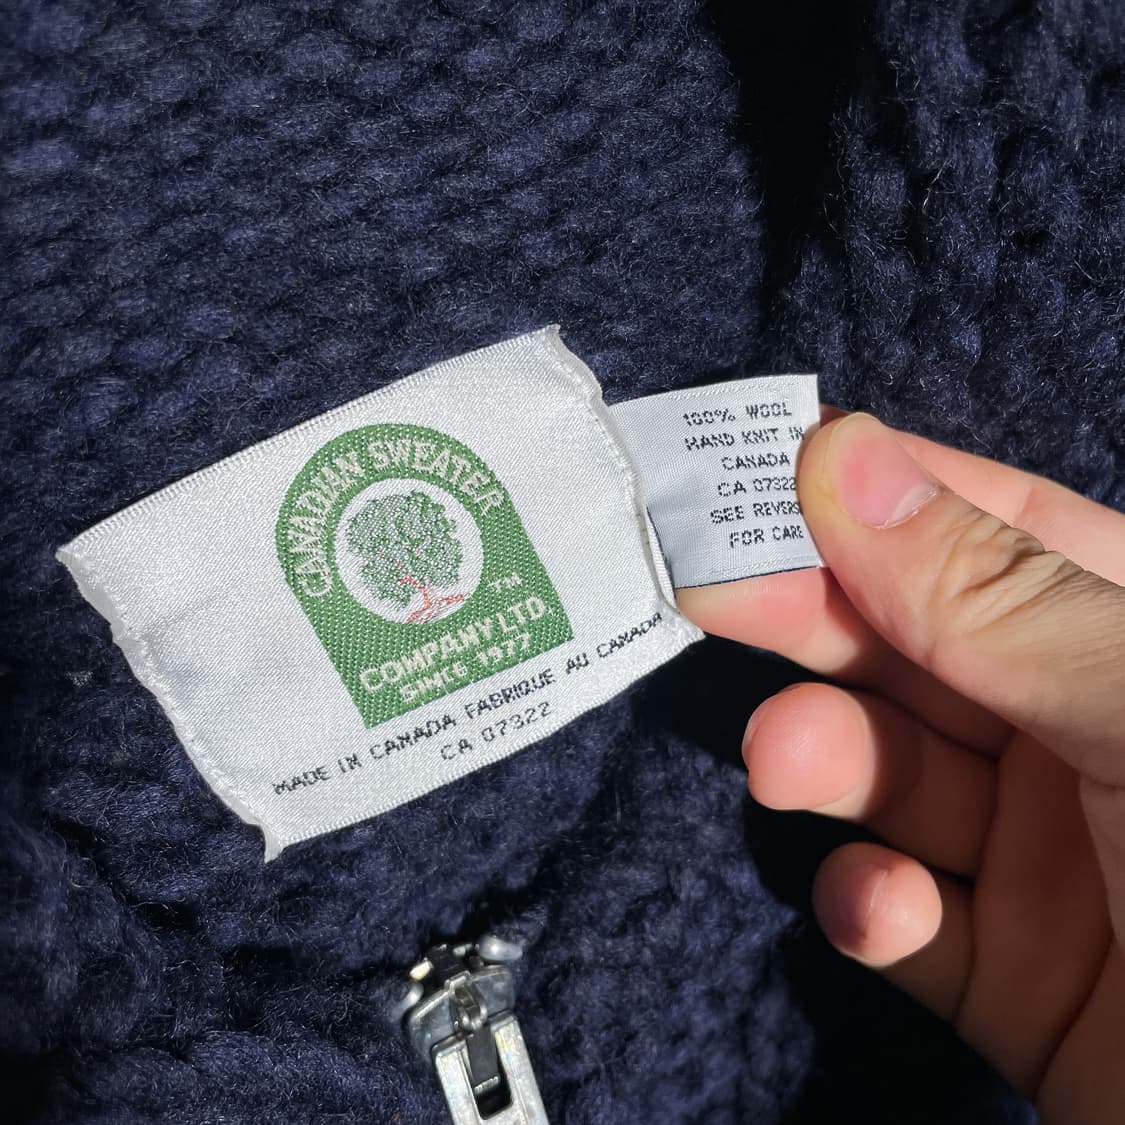 CANADIAN SWEATER
COMPANY LTD.™
SINCE 1977
MADE IN CANADA FABRIQUE AU CANADA
CA 07322
100% WOOL
HAND KNIT IN
CANADA
CA 07322
SEE REVERS
FOR CARE